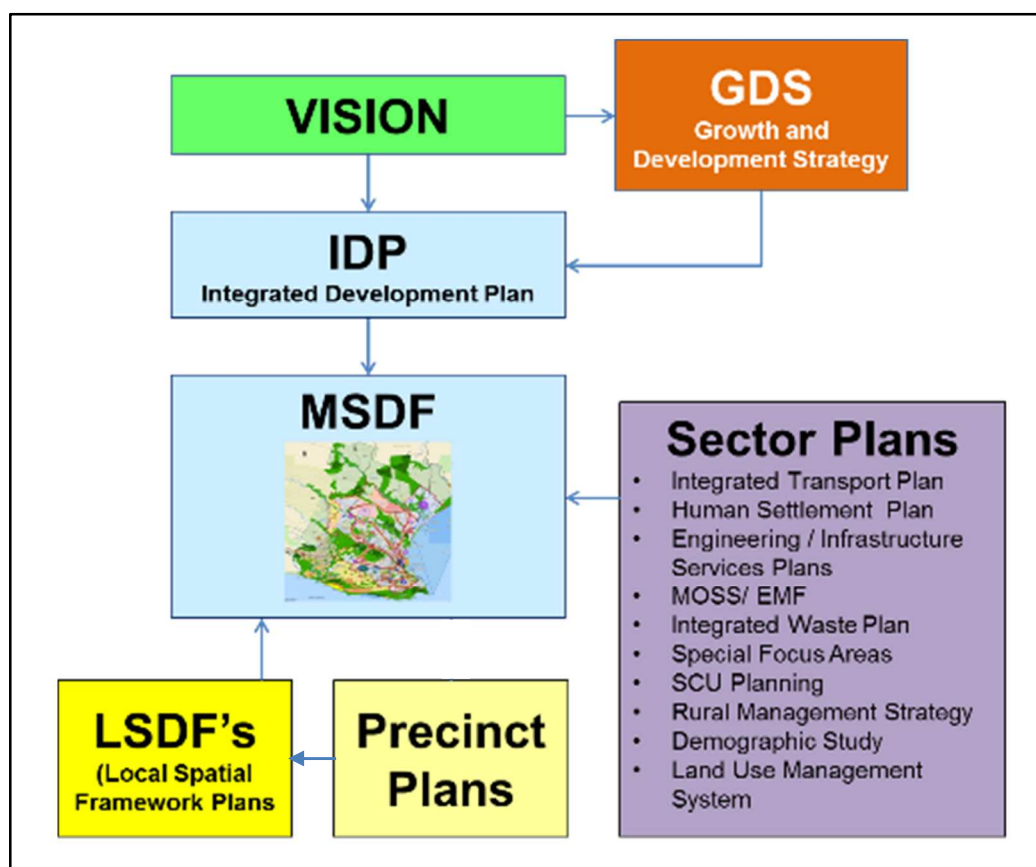 VISION
GDS
Growth and
Development Strategy
IDP
Integrated Development Plan
MSDF
Sector Plans
• Integrated Transport Plan
• Human Settlement Plan
• Engineering / Infrastructure
Services Plans
• MOSS/ EMF
• Integrated Waste Plan
• Special Focus Areas
• SCU Planning
• Rural Management Strategy
• Demographic Study
• Land Use Management
System
LSDF's
(Local Spatial
Framework Plans
Precinct
Plans